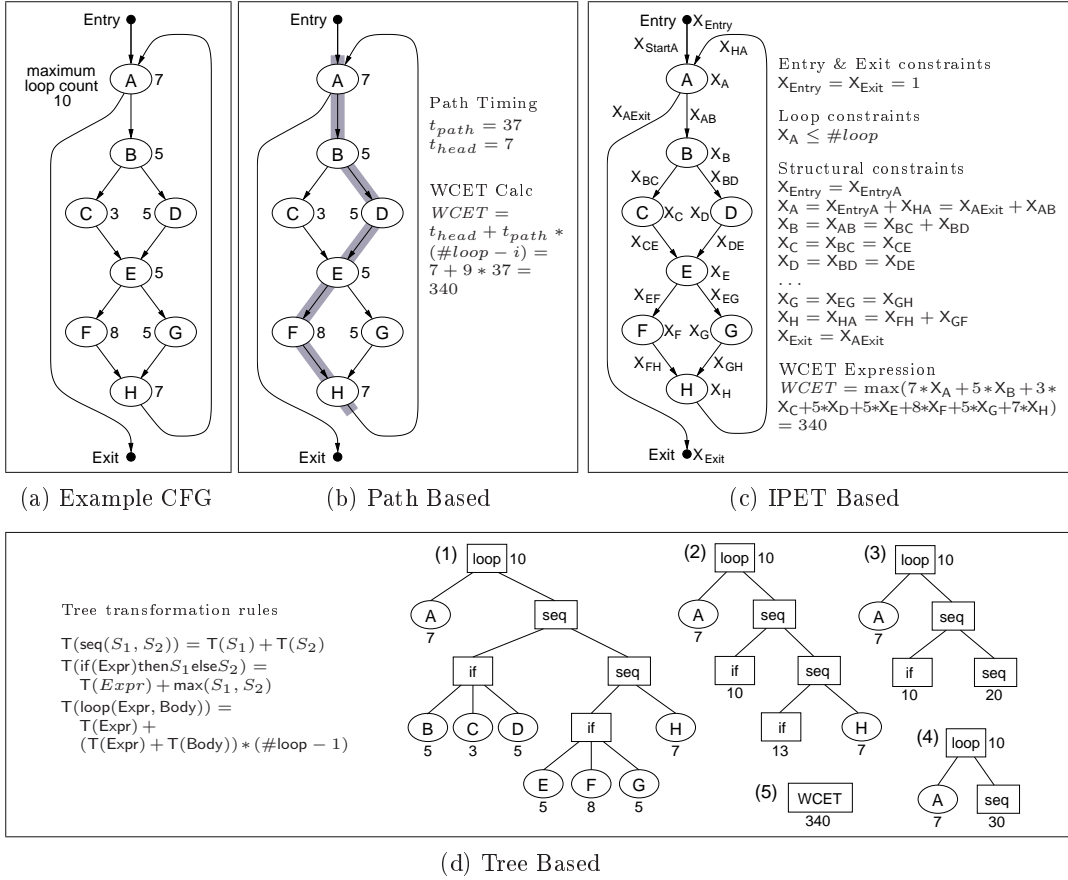 Entry
maximum
loop count
10
A 7
B 5
C 3 5 D
E 5
F 8 5 G
H 7
Exit
(a) Example CFG
Entry
A 7
B 5
C 3 5 D
E 5
F 8 5 G
H 7
Exit
Path Timing
t_path = 37
t_head = 7
WCET Calc
WCET =
t_head + t_path *
(#loop − i) =
7 + 9 * 37 =
340
(b) Path Based
Entry X_Entry
X_StartA X_HA
A X_A
X_AExit X_AB
B X_B
X_BC X_BD
C X_C X_D D
X_CE X_DE
E X_E
X_EF X_EG
F X_F X_G G
X_FH X_GH
H X_H
Exit X_Exit
Entry & Exit constraints
X_Entry = X_Exit = 1
Loop constraints
X_A ≤ #loop
Structural constraints
X_Entry = X_EntryA
X_A = X_EntryA + X_HA = X_AExit + X_AB
X_B = X_AB = X_BC + X_BD
X_C = X_BC = X_CE
X_D = X_BD = X_DE
...
X_G = X_EG = X_GH
X_H = X_HA = X_FH + X_GF
X_Exit = X_AExit
WCET Expression
WCET = max(7*X_A + 5*X_B + 3*
X_C+5*X_D+5*X_E+8*X_F+5*X_G+7*X_H)
= 340
(c) IPET Based
Tree transformation rules
T(seq(S_1, S_2)) = T(S_1) + T(S_2)
T(if(Expr)thenS_1elseS_2) =
T(Expr) + max(S_1, S_2)
T(loop(Expr, Body)) =
T(Expr) +
(T(Expr) + T(Body)) * (#loop − 1)
(1) loop 10
A seq
7
if seq
B C D if H
5 3 5 7
E F G
5 8 5
(2) loop 10
A seq
7
if seq
10
if H
13 7
(3) loop 10
A seq
7
if seq
10 20
(4) loop 10
A seq
7 30
(5) WCET
340
(d) Tree Based